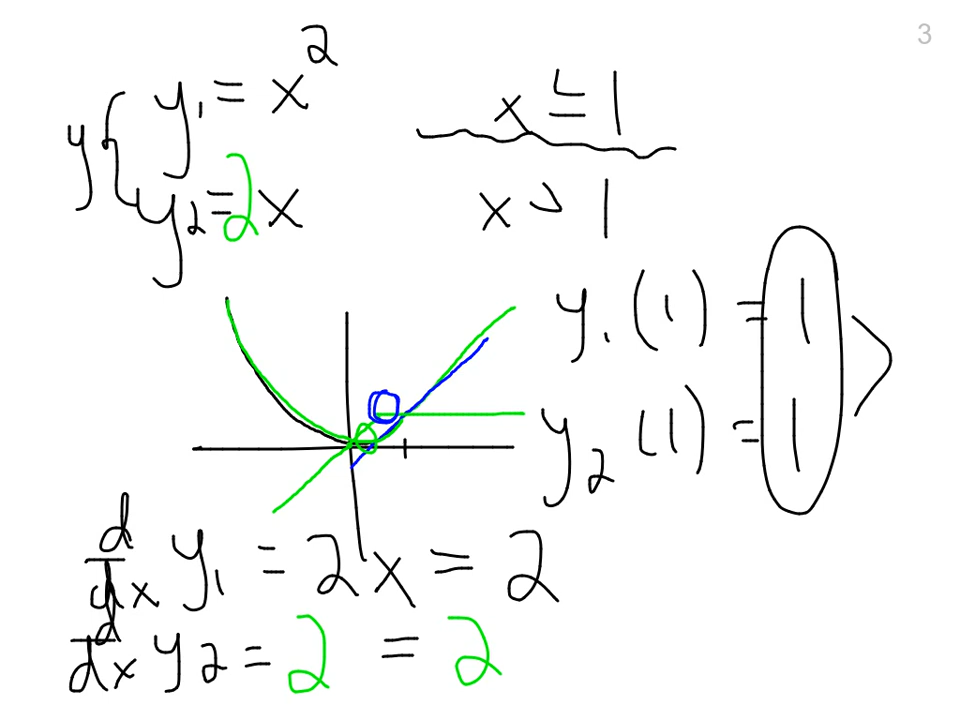 3
y { y₁ = x²    x ≤ 1
y₂ = 2x    x > 1
y₁(1) = 1
y₂(1) = 1 >
d/dx y₁ = 2x = 2
d/dx y₂ = 2 = 2